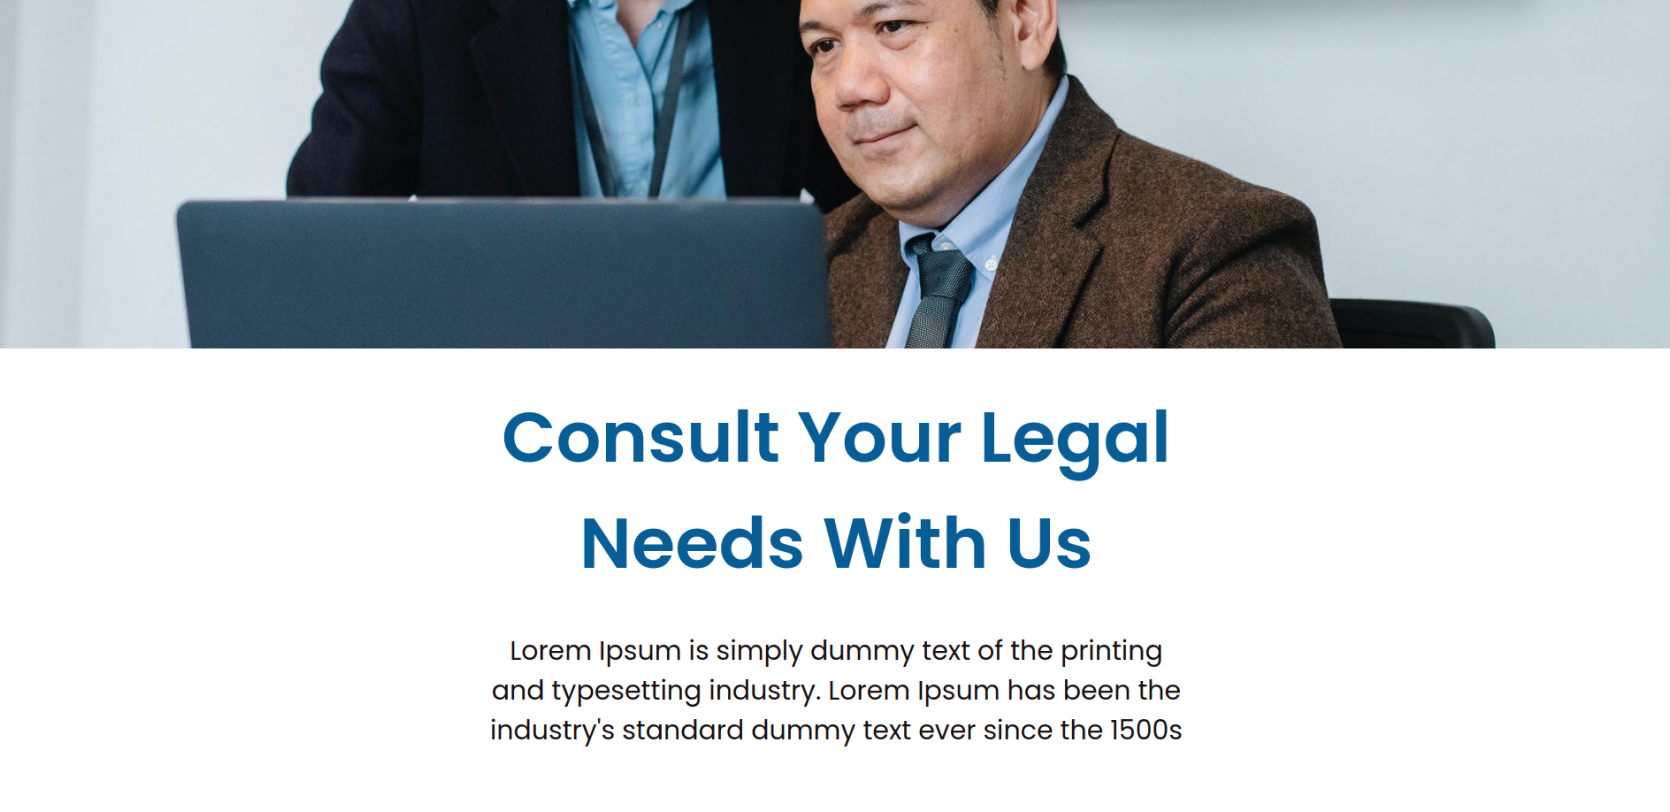 Consult Your Legal
Needs With Us
Lorem Ipsum is simply dummy text of the printing
and typesetting industry. Lorem Ipsum has been the
industry's standard dummy text ever since the 1500s